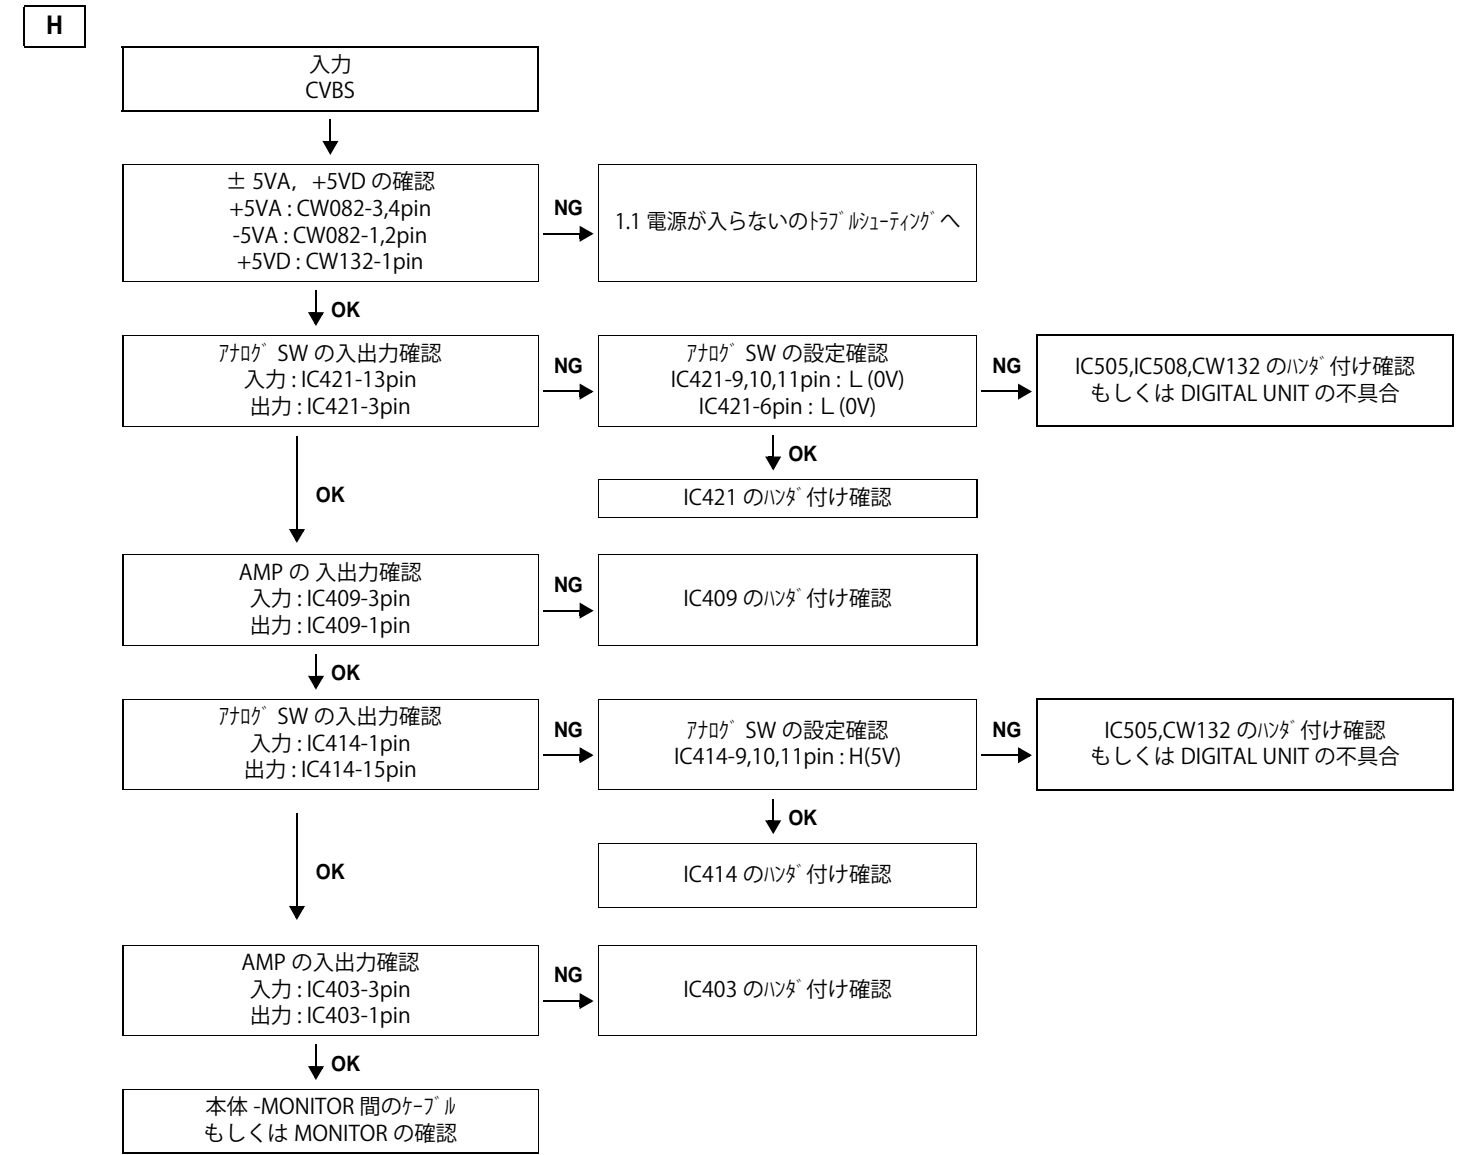 H
入力
CVBS
± 5VA, +5VD の確認
+5VA : CW082-3,4pin
-5VA : CW082-1,2pin
+5VD : CW132-1pin
NG
1.1 電源が入らないのﾄﾗﾌﾞﾙｼｭｰﾃｨﾝｸﾞへ
OK
ｱﾅﾛｸﾞ SW の入出力確認
入力 : IC421-13pin
出力 : IC421-3pin
NG
ｱﾅﾛｸﾞ SW の設定確認
IC421-9,10,11pin : L (0V)
IC421-6pin : L (0V)
NG
IC505,IC508,CW132 のﾊﾝﾀﾞ付け確認
もしくは DIGITAL UNIT の不具合
OK
IC421 のﾊﾝﾀﾞ付け確認
OK
AMP の 入出力確認
入力 : IC409-3pin
出力 : IC409-1pin
NG
IC409 のﾊﾝﾀﾞ付け確認
OK
ｱﾅﾛｸﾞ SW の入出力確認
入力 : IC414-1pin
出力 : IC414-15pin
NG
ｱﾅﾛｸﾞ SW の設定確認
IC414-9,10,11pin : H(5V)
NG
IC505,CW132 のﾊﾝﾀﾞ付け確認
もしくは DIGITAL UNIT の不具合
OK
IC414 のﾊﾝﾀﾞ付け確認
OK
AMP の入出力確認
入力 : IC403-3pin
出力 : IC403-1pin
NG
IC403 のﾊﾝﾀﾞ付け確認
OK
本体 -MONITOR 間のｹｰﾌﾞﾙ
もしくは MONITOR の確認